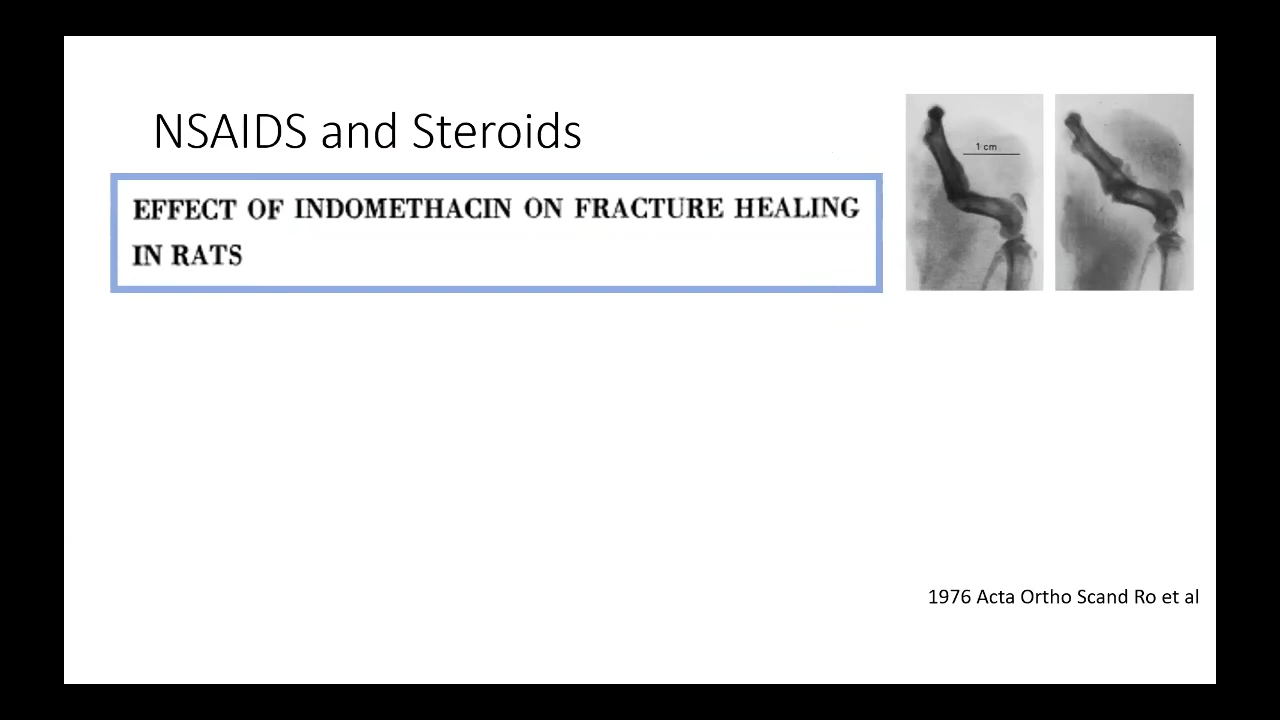 NSAIDS and Steroids
EFFECT OF INDOMETHACIN ON FRACTURE HEALING
IN RATS
1 cm
1976 Acta Ortho Scand Ro et al